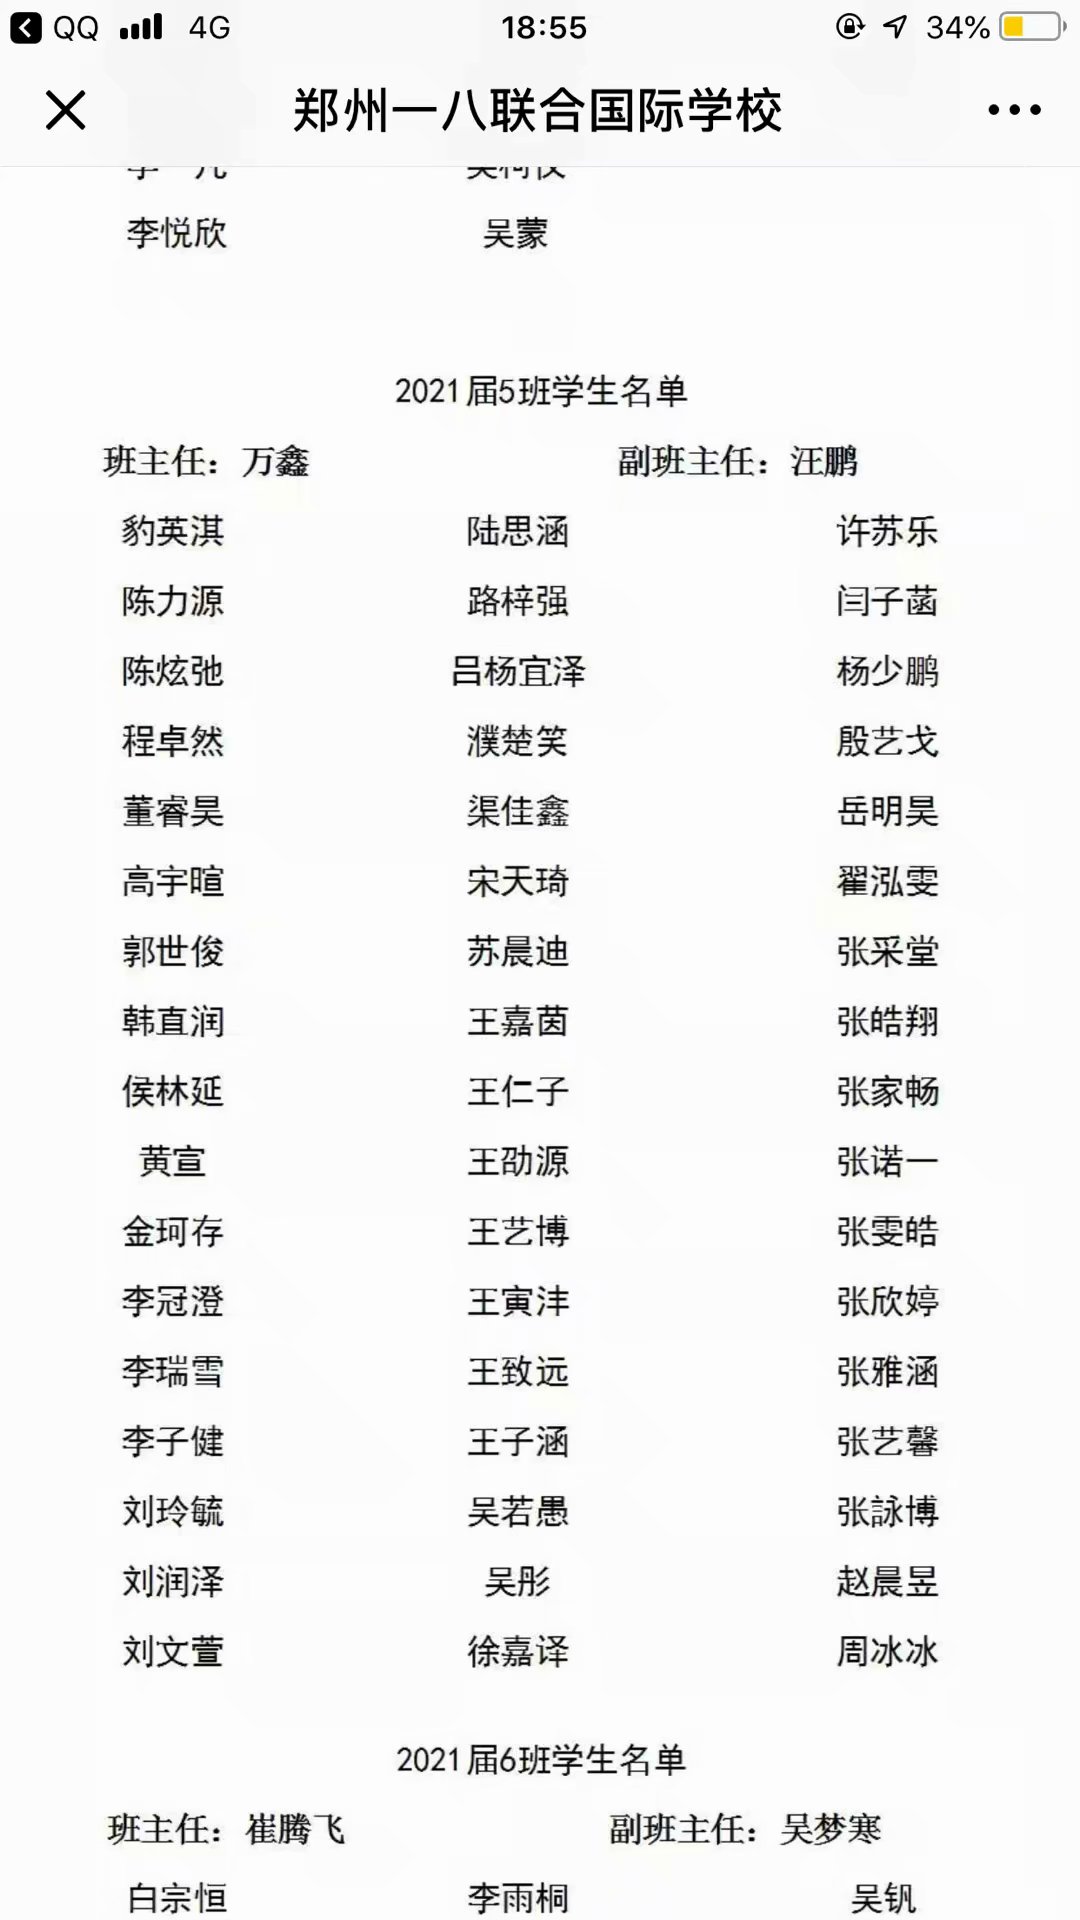 QQ 4G 18:55 34%
郑州一八联合国际学校
李悦欣 吴蒙
2021届5班学生名单
班主任：万鑫 副班主任：汪鹏
豹英淇 陆思涵 许苏乐
陈力源 路梓强 闫子菡
陈炫弛 吕杨宜泽 杨少鹏
程卓然 濮楚笑 殷艺戈
董睿昊 渠佳鑫 岳明昊
高宇暄 宋天琦 翟泓雯
郭世俊 苏晨迪 张采堂
韩直润 王嘉茵 张皓翔
侯林延 王仁子 张家畅
黄宣 王劭源 张诺一
金珂存 王艺博 张雯皓
李冠澄 王寅沣 张欣婷
李瑞雪 王致远 张雅涵
李子健 王子涵 张艺馨
刘玲毓 吴若愚 张詠博
刘润泽 吴彤 赵晨昱
刘文萱 徐嘉译 周冰冰
2021届6班学生名单
班主任：崔腾飞 副班主任：吴梦寒
白宗恒 李雨桐 吴钒